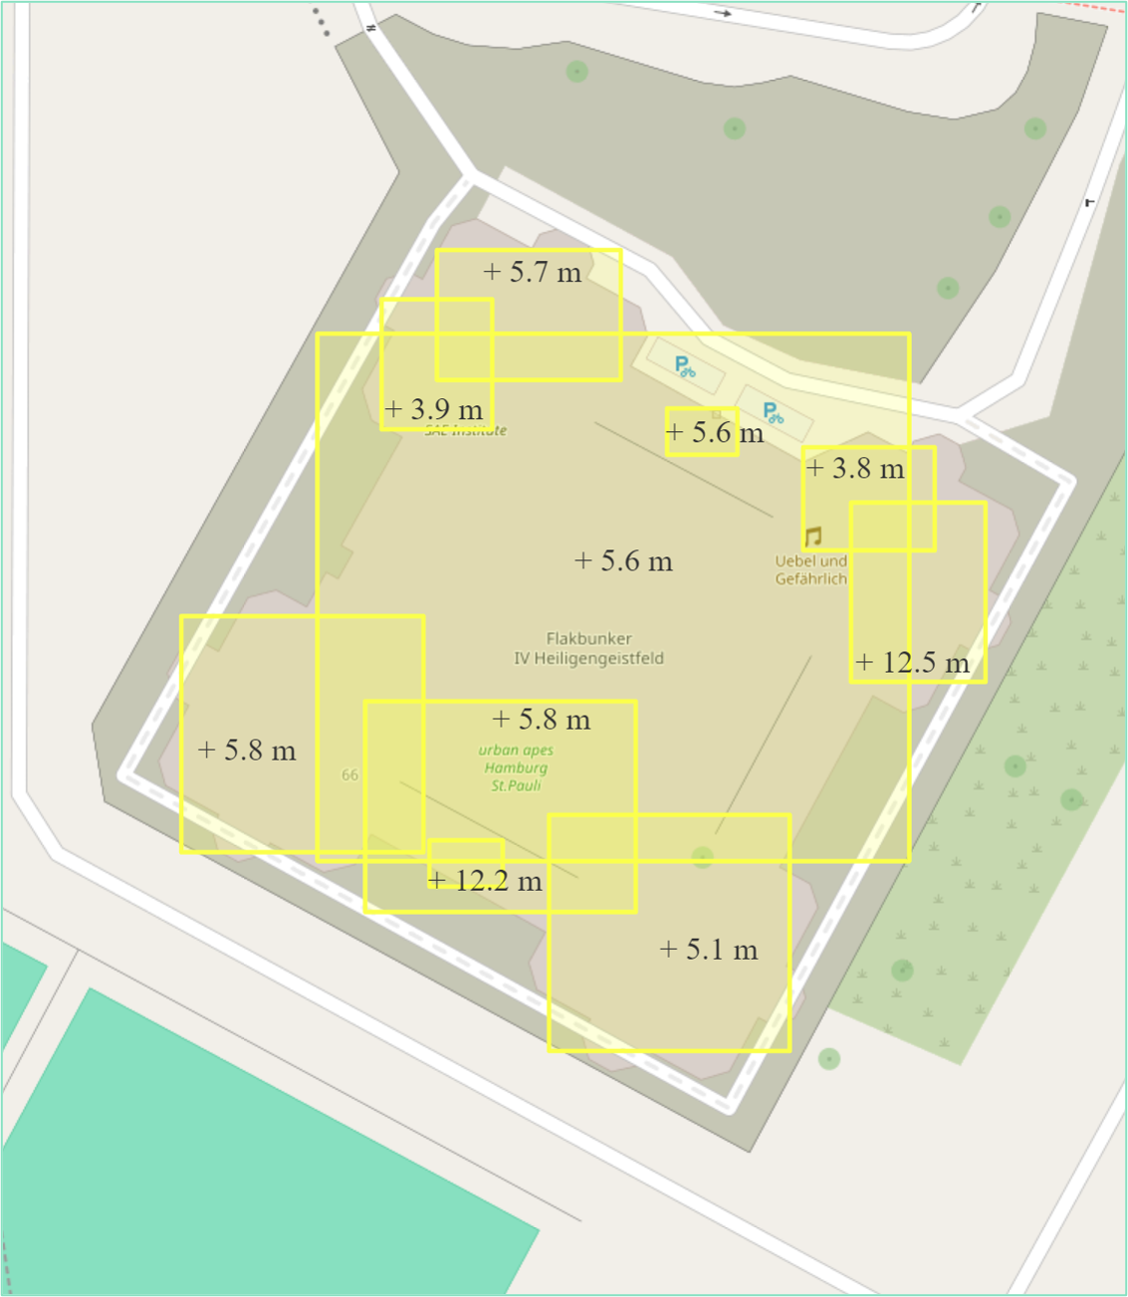 + 5.7 m
+ 3.9 m
SAE Institute
P
P
+ 5.6 m
+ 3.8 m
+ 5.6 m
Uebel und
Gefährlich
Flakbunker
IV Heiligengeistfeld
+ 12.5 m
+ 5.8 m
+ 5.8 m
urban apes
Hamburg
St.Pauli
66
+ 12.2 m
+ 5.1 m